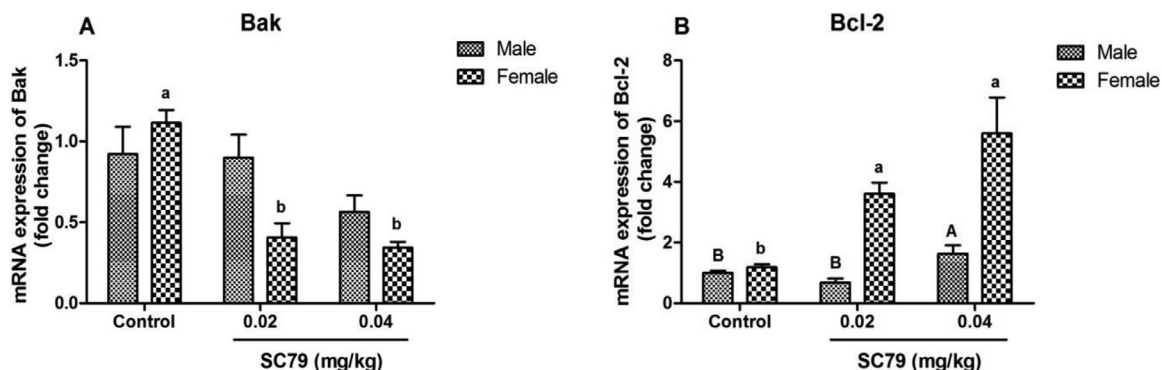 A
Bak
mRNA expression of Bak
(fold change)
1.5
1.0
0.5
0.0
a
b
b
Male
Female
Control
0.02
0.04
SC79 (mg/kg)
B
Bcl-2
mRNA expression of Bcl-2
(fold change)
8
6
4
2
0
B
b
B
a
A
a
Male
Female
Control
0.02
0.04
SC79 (mg/kg)